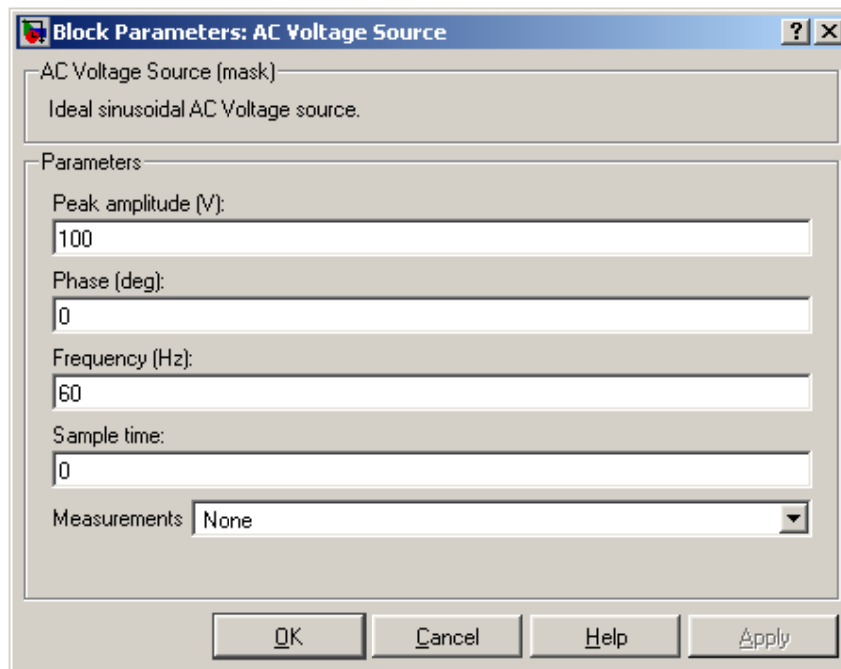 Block Parameters: AC Voltage Source
AC Voltage Source (mask)
Ideal sinusoidal AC Voltage source.
Parameters
Peak amplitude (V):
100
Phase (deg):
0
Frequency (Hz):
60
Sample time:
0
Measurements None
OK Cancel Help Apply